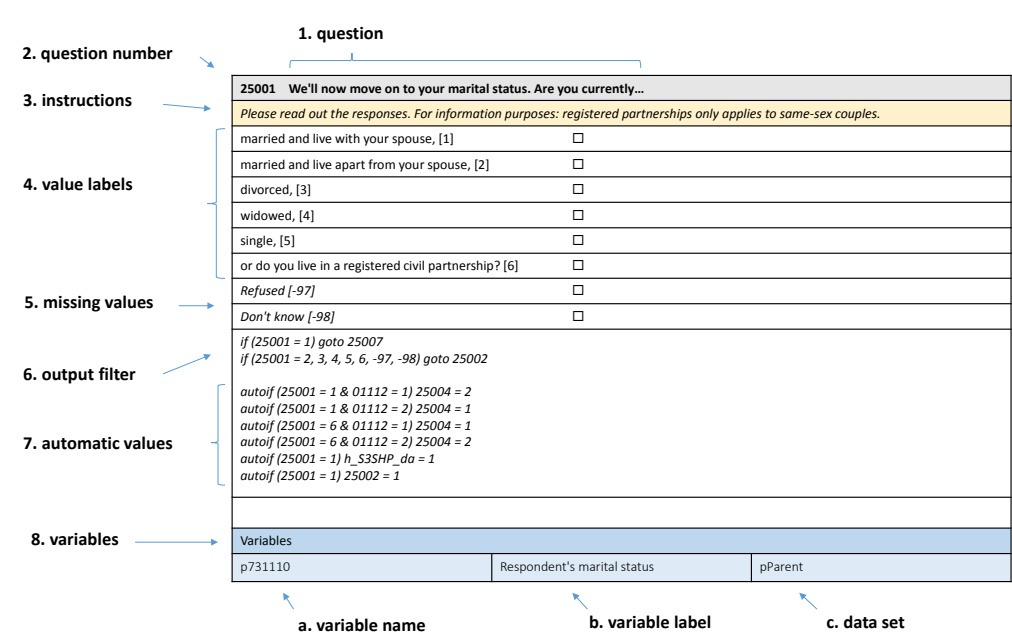 1. question
2. question number
25001 We'll now move on to your marital status. Are you currently…
3. instructions
Please read out the responses. For information purposes: registered partnerships only applies to same-sex couples.
married and live with your spouse, [1]
married and live apart from your spouse, [2]
4. value labels
divorced, [3]
widowed, [4]
single, [5]
or do you live in a registered civil partnership? [6]
Refused [-97]
5. missing values
Don't know [-98]
if (25001 = 1) goto 25007
if (25001 = 2, 3, 4, 5, 6, -97, -98) goto 25002
6. output filter
autoif (25001 = 1 & 01112 = 1) 25004 = 2
autoif (25001 = 1 & 01112 = 2) 25004 = 1
autoif (25001 = 6 & 01112 = 1) 25004 = 1
7. automatic values
autoif (25001 = 6 & 01112 = 2) 25004 = 2
autoif (25001 = 1) h_S3SHP_da = 1
autoif (25001 = 1) 25002 = 1
8. variables
Variables
p731110 Respondent's marital status pParent
a. variable name b. variable label c. data set